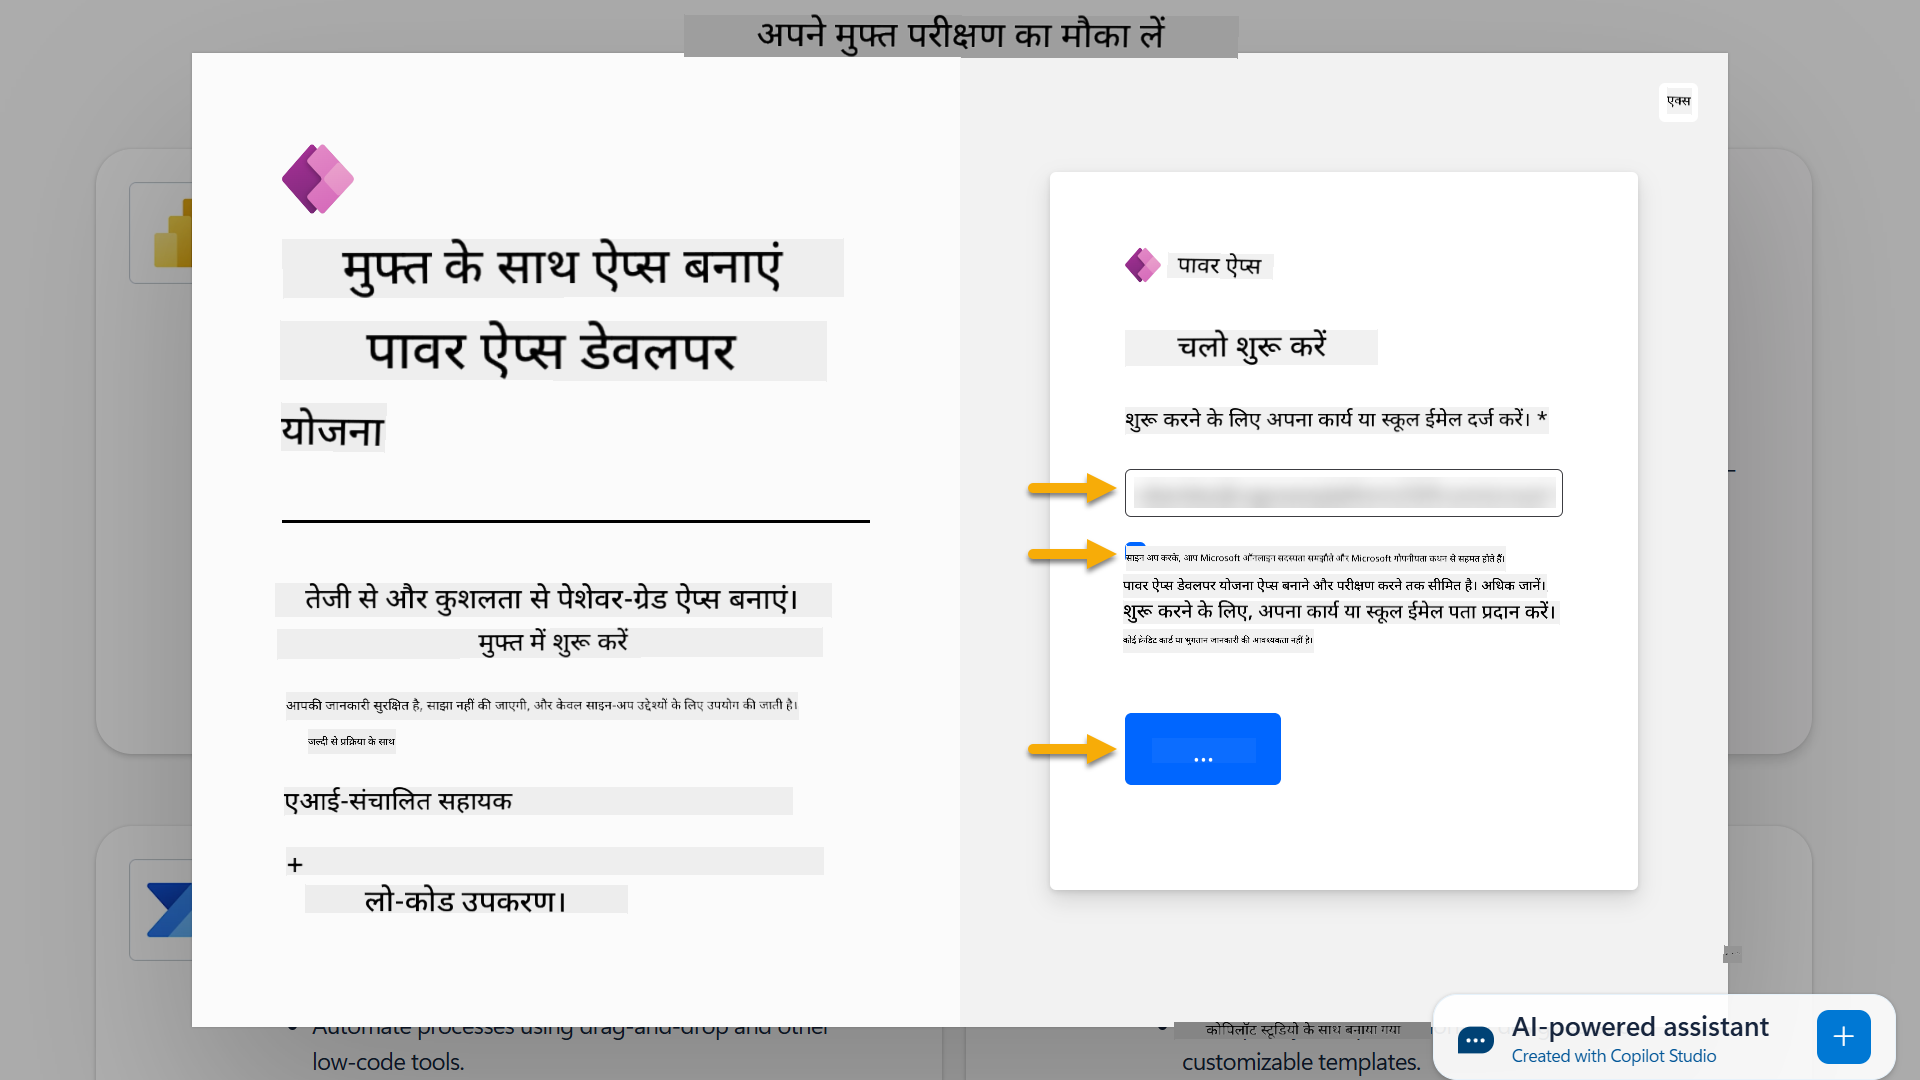 अपने मुफ्त परीक्षण का मौका लें
एक्स
मुफ्त के साथ ऐप्स बनाएं
पावर ऐप्स डेवलपर
योजना
तेजी से और कुशलता से पेशेवर-ग्रेड ऐप्स बनाएं।
मुफ्त में शुरू करें
आपकी जानकारी सुरक्षित है, साझा नहीं की जाएगी, और केवल साइन-अप उद्देश्यों के लिए उपयोग की जाती है।
जल्दी से प्रक्रिया के साथ
एआई-संचालित सहायक
+
लो-कोड उपकरण।
पावर ऐप्स
चलो शुरू करें
शुरू करने के लिए अपना कार्य या स्कूल ईमेल दर्ज करें। *
साइन अप करके, आप Microsoft ऑनलाइन सदस्यता समझौते और Microsoft गोपनीयता कथन से सहमत होते हैं।
पावर ऐप्स डेवलपर योजना ऐप्स बनाने और परीक्षण करने तक सीमित है। अधिक जानें।
शुरू करने के लिए, अपना कार्य या स्कूल ईमेल पता प्रदान करें।
कोई क्रेडिट कार्ड या भुगतान जानकारी की आवश्यकता नहीं है।
...
Automate processes using drag-and-drop and other
low-code tools.
कोपिलॉट स्टूडियो के साथ बनाया गया
customizable templates.
AI-powered assistant
Created with Copilot Studio